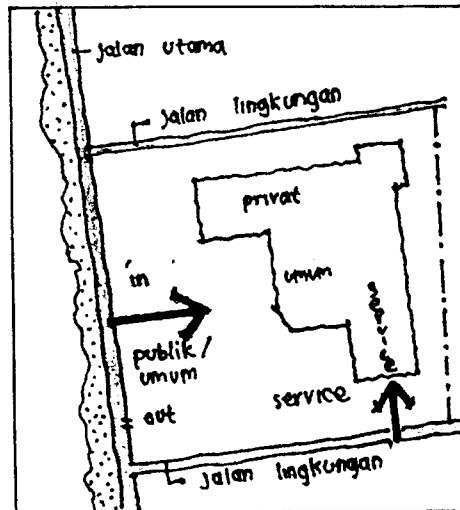 jalan utama
jalan lingkungan
privat
in
umum
service
publik/
umum
service
out
jalan lingkungan